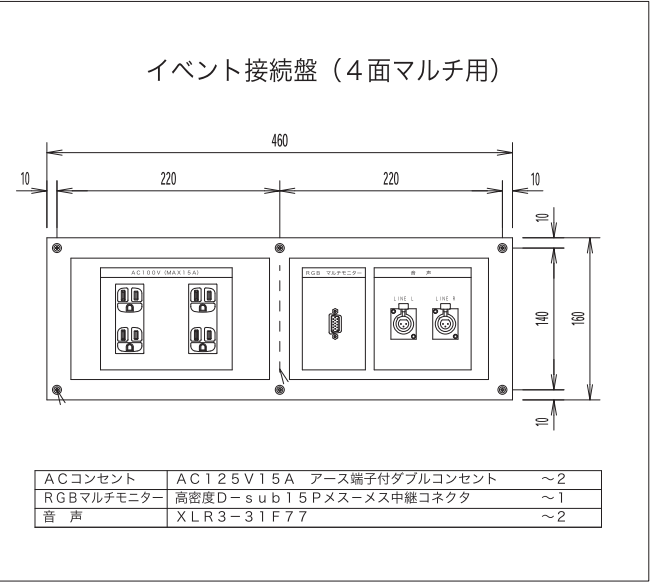 イベント接続盤（４面マルチ用）
460
10 220 220 10
10
140 160
10
AC100V (MAX15A)
RGB マルチモニター
音 声
LINE L LINE R
ＡＣコンセント ＡＣ１２５Ｖ１５Ａ アース端子付ダブルコンセント ～２
ＲＧＢマルチモニター 高密度Ｄ－ｓｕｂ１５Ｐメス－メス中継コネクタ ～１
音 声 ＸＬＲ３－３１Ｆ７７ ～２